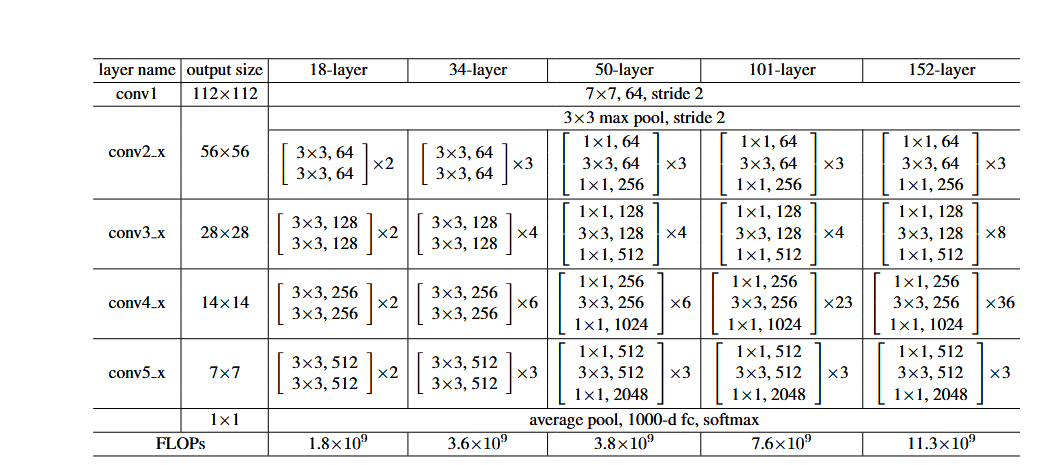 layer name output size 18-layer 34-layer 50-layer 101-layer 152-layer
conv1 112×112 7×7, 64, stride 2
3×3 max pool, stride 2
conv2_x 56×56 [3×3, 64 3×3, 64]×2 [3×3, 64 3×3, 64]×3 [1×1, 64 3×3, 64 1×1, 256]×3 [1×1, 64 3×3, 64 1×1, 256]×3 [1×1, 64 3×3, 64 1×1, 256]×3
conv3_x 28×28 [3×3, 128 3×3, 128]×2 [3×3, 128 3×3, 128]×4 [1×1, 128 3×3, 128 1×1, 512]×4 [1×1, 128 3×3, 128 1×1, 512]×4 [1×1, 128 3×3, 128 1×1, 512]×8
conv4_x 14×14 [3×3, 256 3×3, 256]×2 [3×3, 256 3×3, 256]×6 [1×1, 256 3×3, 256 1×1, 1024]×6 [1×1, 256 3×3, 256 1×1, 1024]×23 [1×1, 256 3×3, 256 1×1, 1024]×36
conv5_x 7×7 [3×3, 512 3×3, 512]×2 [3×3, 512 3×3, 512]×3 [1×1, 512 3×3, 512 1×1, 2048]×3 [1×1, 512 3×3, 512 1×1, 2048]×3 [1×1, 512 3×3, 512 1×1, 2048]×3
1×1 average pool, 1000-d fc, softmax
FLOPs 1.8×10⁹ 3.6×10⁹ 3.8×10⁹ 7.6×10⁹ 11.3×10⁹